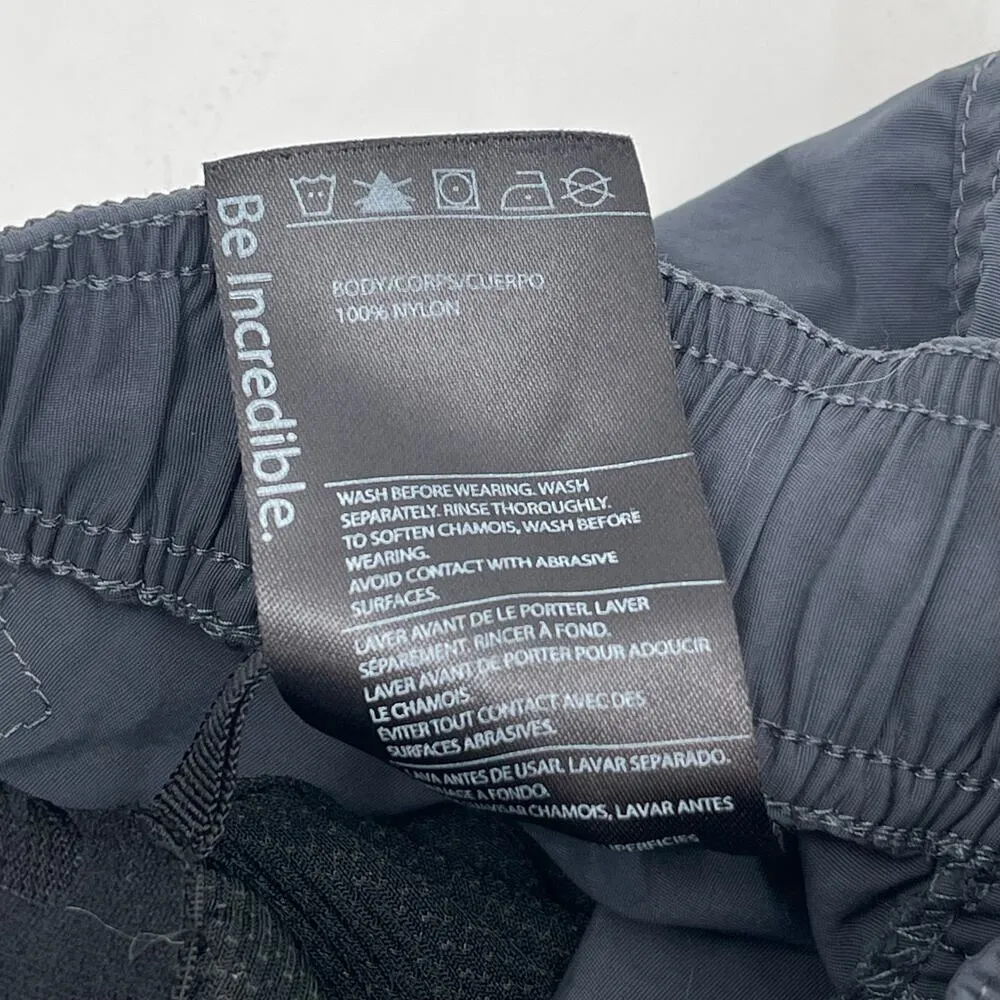 Be Incredible.
BODY/CORPS/CUERPO
100% NYLON
WASH BEFORE WEARING. WASH
SEPARATELY. RINSE THOROUGHLY.
TO SOFTEN CHAMOIS, WASH BEFORE
WEARING.
AVOID CONTACT WITH ABRASIVE
SURFACES.
LAVER AVANT DE LE PORTER. LAVER
SÉPAREMENT. RINCER À FOND.
LAVER AVANT DE PORTER POUR ADOUCIR
LE CHAMOIS
ÉVITER TOUT CONTACT AVEC DES
SURFACES ABRASIVES.
ANTES DE USAR. LAVAR SEPARADO.
A FONDO.
CHAMOIS, LAVAR ANTES